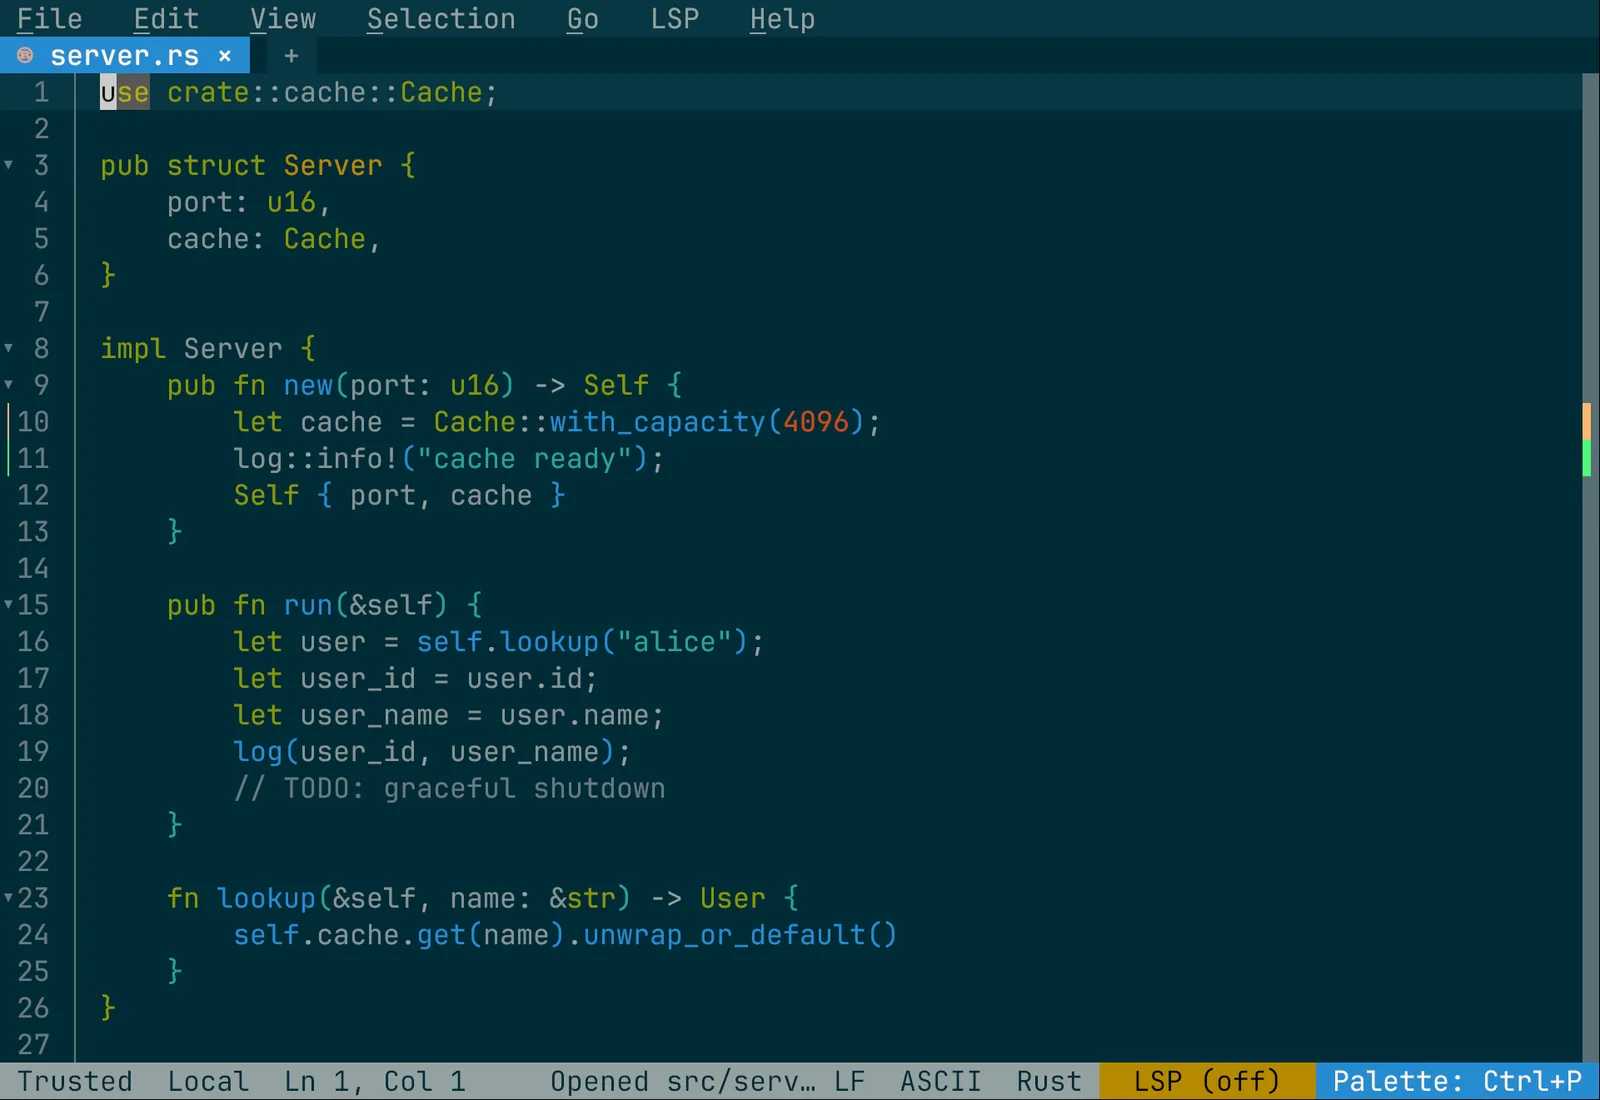 File Edit View Selection Go LSP Help
server.rs × +
1 use crate::cache::Cache;
2
3 pub struct Server {
4     port: u16,
5     cache: Cache,
6 }
7
8 impl Server {
9     pub fn new(port: u16) -> Self {
10         let cache = Cache::with_capacity(4096);
11         log::info!("cache ready");
12         Self { port, cache }
13     }
14
15     pub fn run(&self) {
16         let user = self.lookup("alice");
17         let user_id = user.id;
18         let user_name = user.name;
19         log(user_id, user_name);
20         // TODO: graceful shutdown
21     }
22
23     fn lookup(&self, name: &str) -> User {
24         self.cache.get(name).unwrap_or_default()
25     }
26 }
27
Trusted Local Ln 1, Col 1 Opened src/serv… LF ASCII Rust LSP (off) Palette: Ctrl+P